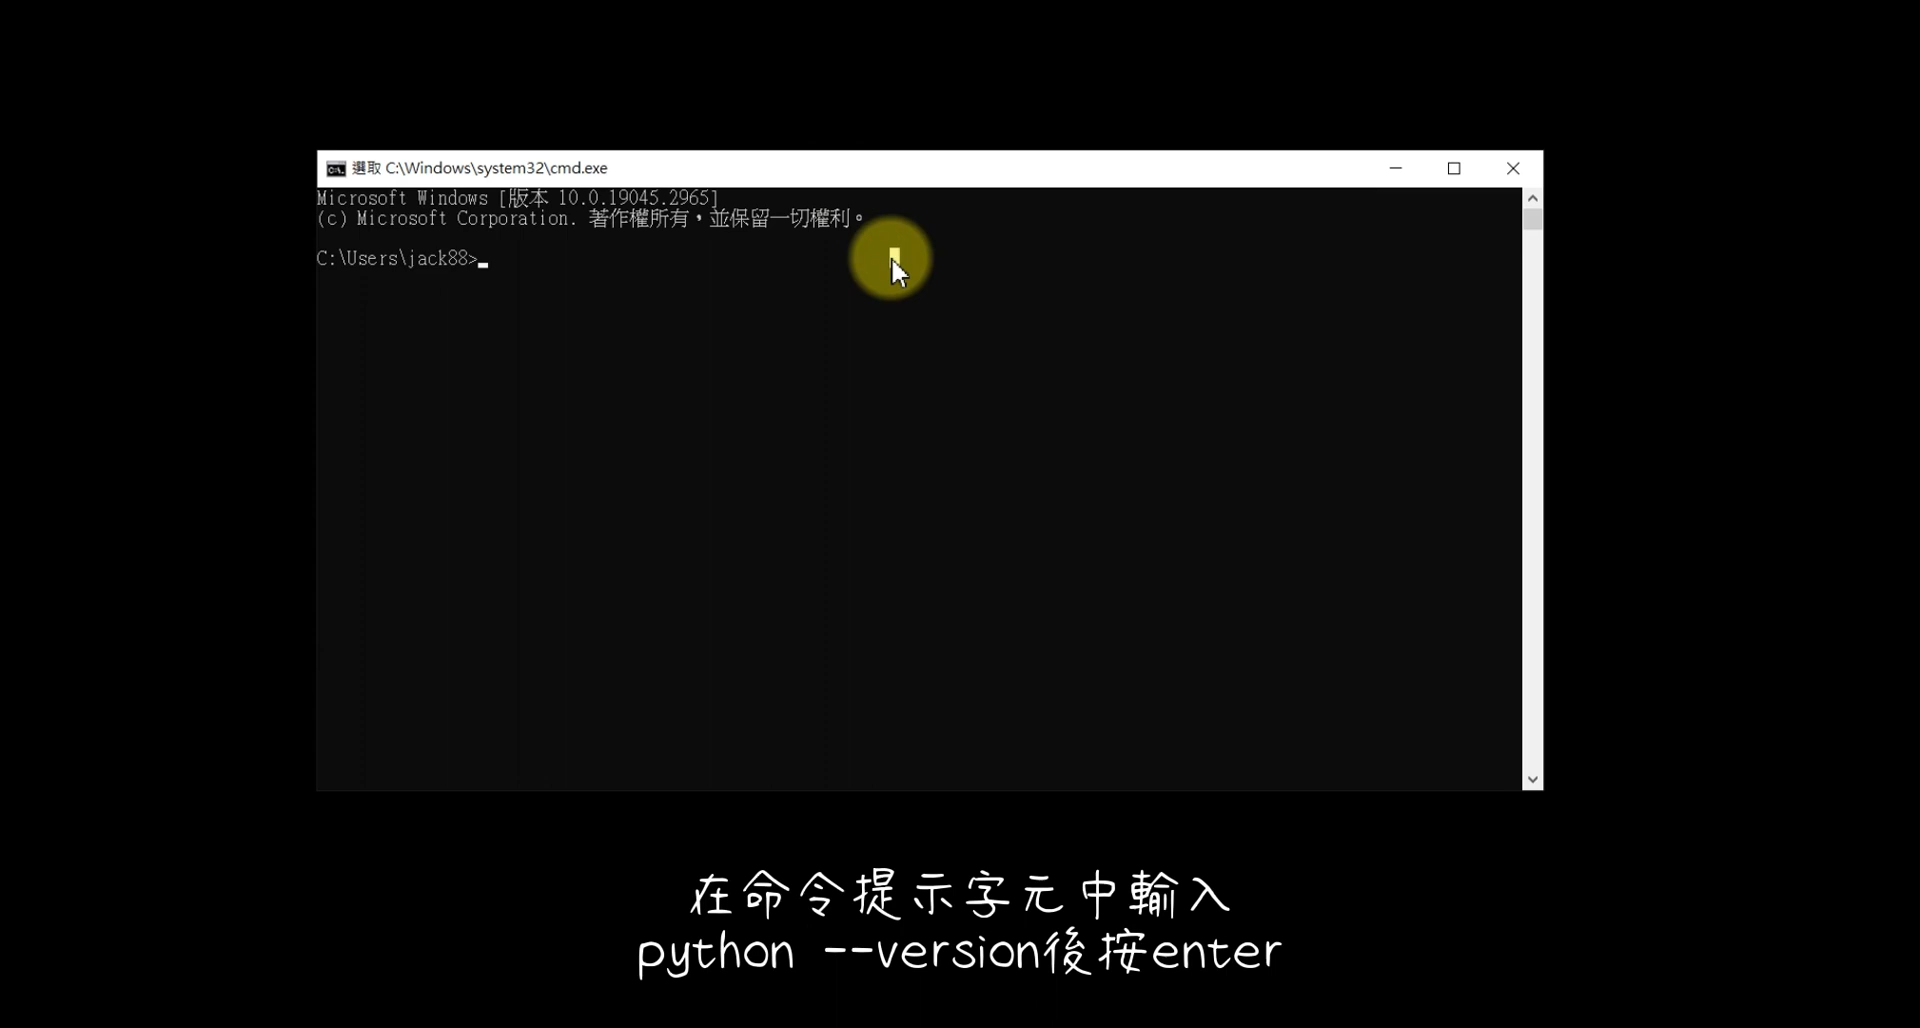 選取 C:\Windows\system32\cmd.exe
Microsoft Windows [版本 10.0.19045.2965]
(c) Microsoft Corporation. 著作權所有，並保留一切權利。
C:\Users\jack88>
在命令提示字元中輸入
python --version後按enter